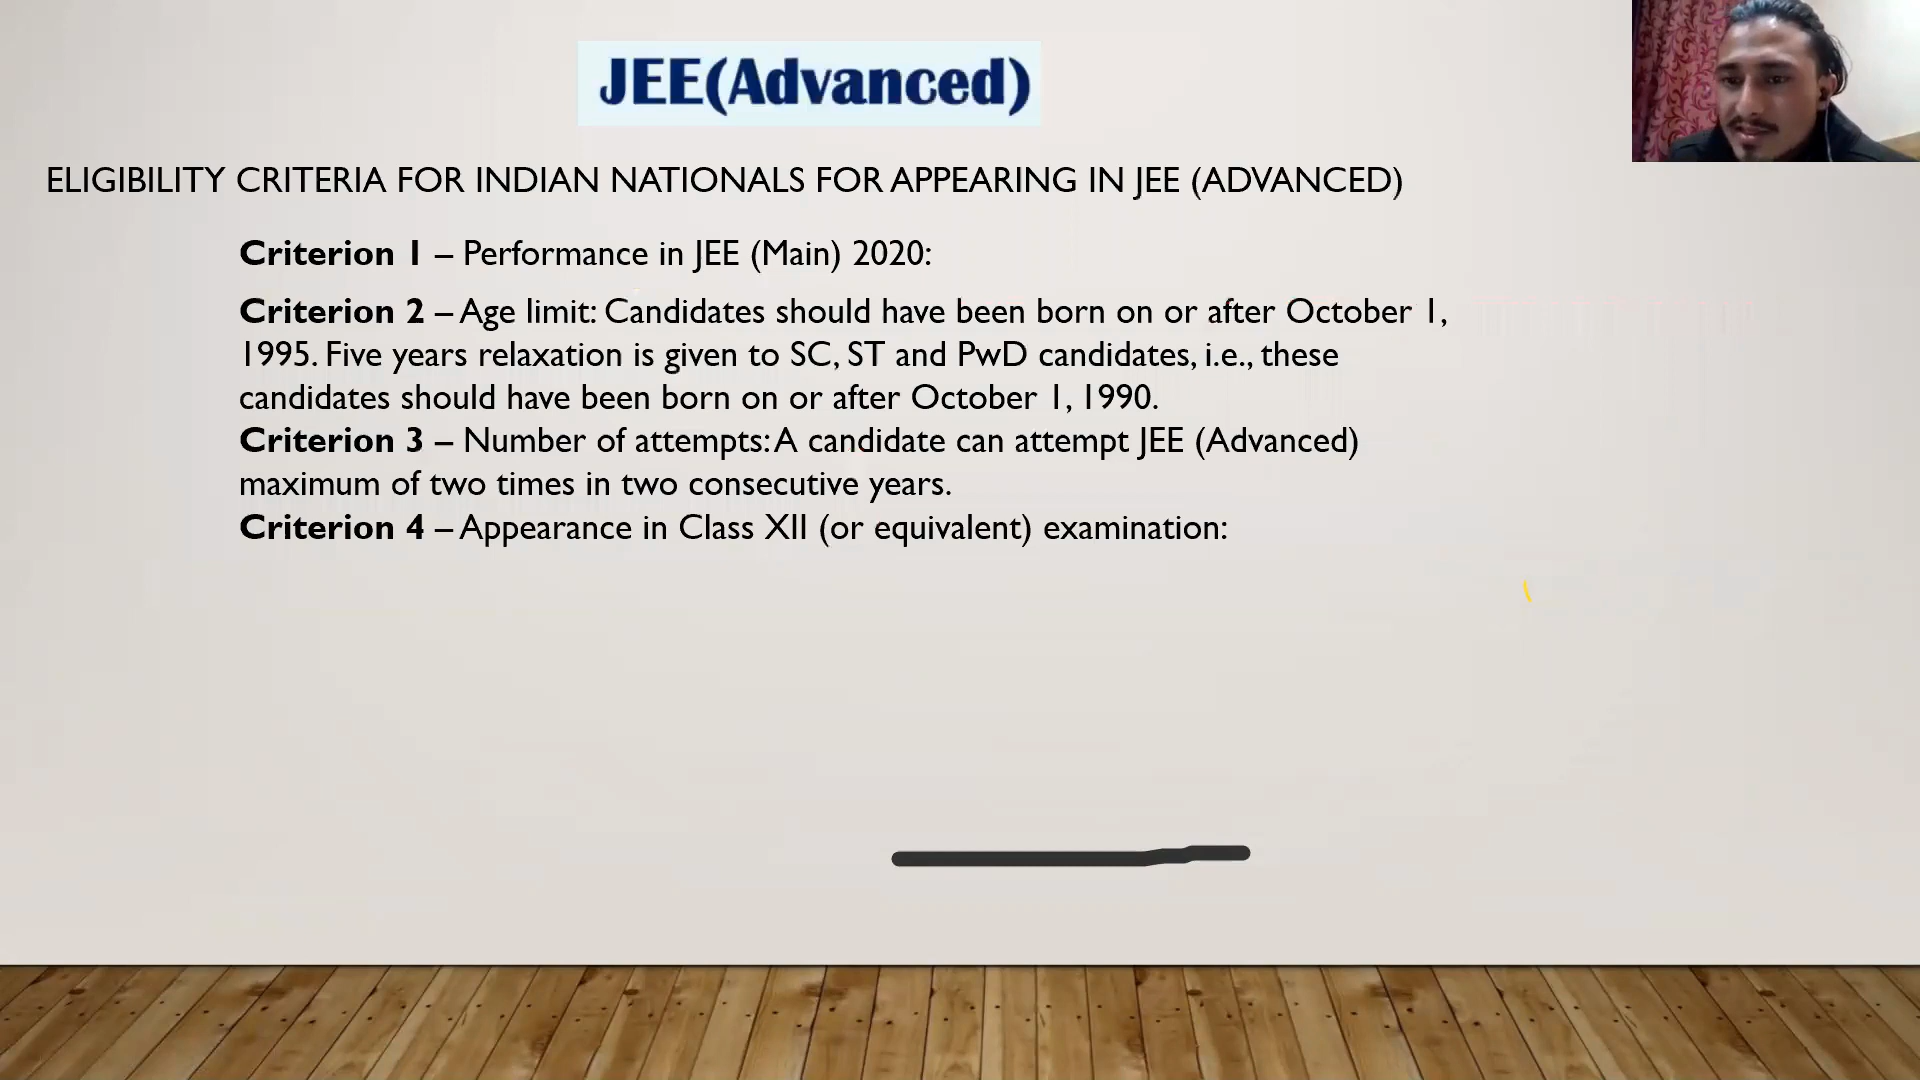 JEE(Advanced)
ELIGIBILITY CRITERIA FOR INDIAN NATIONALS FOR APPEARING IN JEE (ADVANCED)
Criterion 1 – Performance in JEE (Main) 2020:
Criterion 2 – Age limit: Candidates should have been born on or after October 1,
1995. Five years relaxation is given to SC, ST and PwD candidates, i.e., these
candidates should have been born on or after October 1, 1990.
Criterion 3 – Number of attempts: A candidate can attempt JEE (Advanced)
maximum of two times in two consecutive years.
Criterion 4 – Appearance in Class XII (or equivalent) examination: